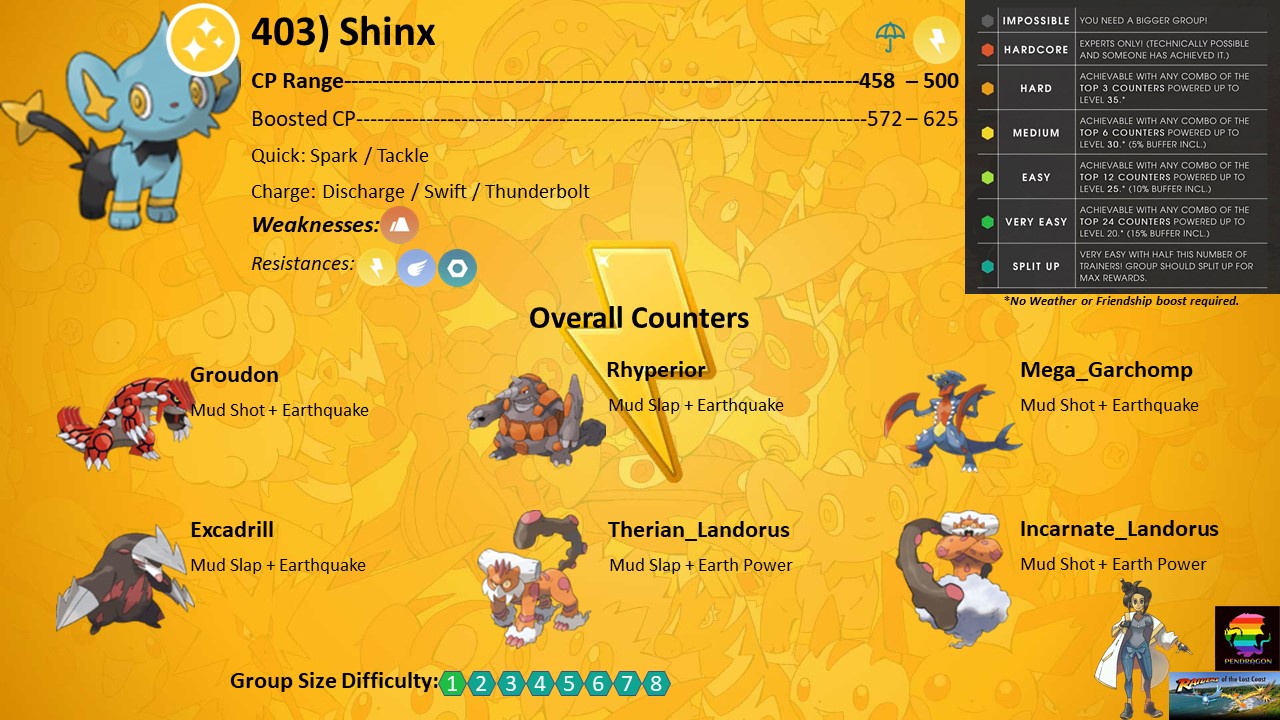 403) Shinx
CP Range------------------------------------------------------------------------------------458 – 500
Boosted CP-----------------------------------------------------------------------------------572 – 625
Quick: Spark / Tackle
Charge: Discharge / Swift / Thunderbolt
Weaknesses:
Resistances:
IMPOSSIBLE YOU NEED A BIGGER GROUP!
HARDCORE EXPERTS ONLY! (TECHNICALLY POSSIBLE
AND SOMEONE HAS ACHIEVED IT.)
HARD ACHIEVABLE WITH ANY COMBO OF THE
TOP 3 COUNTERS POWERED UP TO
LEVEL 35.*
MEDIUM ACHIEVABLE WITH ANY COMBO OF THE
TOP 6 COUNTERS POWERED UP TO
LEVEL 30.* (5% BUFFER INCL.)
EASY ACHIEVABLE WITH ANY COMBO OF THE
TOP 12 COUNTERS POWERED UP TO
LEVEL 25.* (10% BUFFER INCL.)
VERY EASY ACHIEVABLE WITH ANY COMBO OF THE
TOP 24 COUNTERS POWERED UP TO
LEVEL 20.* (15% BUFFER INCL.)
SPLIT UP VERY EASY WITH HALF THIS NUMBER OF
TRAINERS! GROUP SHOULD SPLIT UP FOR
MAX REWARDS.
*No Weather or Friendship boost required.
Overall Counters
Groudon
Mud Shot + Earthquake
Rhyperior
Mud Slap + Earthquake
Mega_Garchomp
Mud Shot + Earthquake
Excadrill
Mud Slap + Earthquake
Therian_Landorus
Mud Slap + Earth Power
Incarnate_Landorus
Mud Shot + Earth Power
Group Size Difficulty: 1 2 3 4 5 6 7 8
PENDRAGON
RAIDERS of the Lost Coast